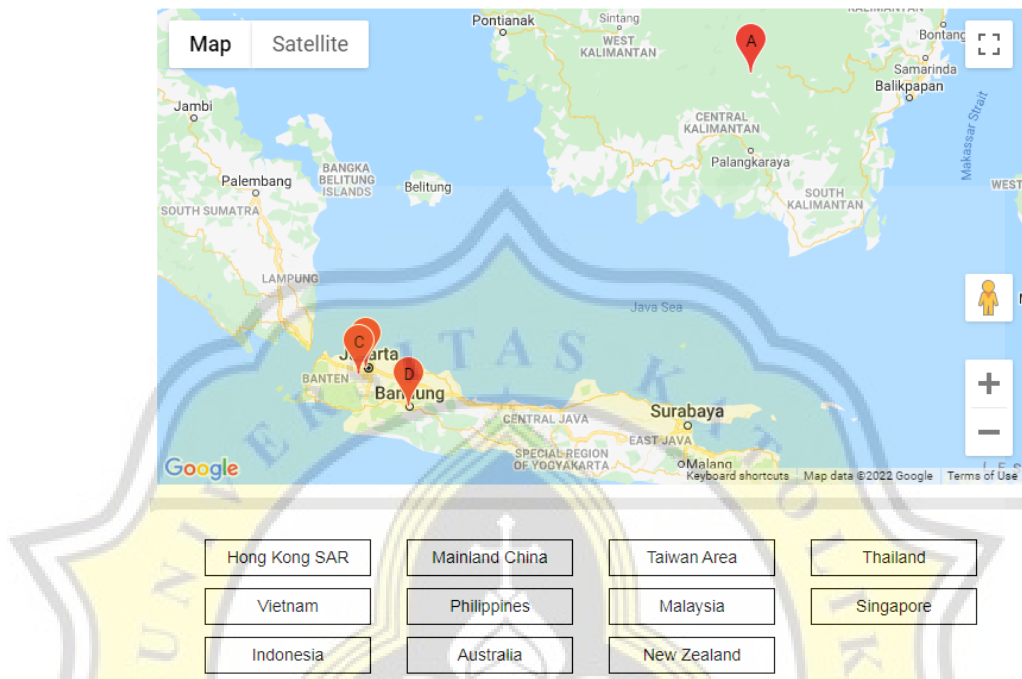 KALIMANTAN
Pontianak
Sintang
Bontang
Map
Satellite
WEST
KALIMANTAN
A
Samarinda
Balikpapan
Jambi
CENTRAL
KALIMANTAN
Makassar Strait
BANGKA
BELITUNG
ISLANDS
Palangkaraya
Palembang
Belitung
WEST
SOUTH SUMATRA
SOUTH
KALIMANTAN
LAMPUNG
Java Sea
C
Jakarta
BANTEN
D
Bandung
Surabaya
CENTRAL JAVA
EAST JAVA
SPECIAL REGION
OF YOGYAKARTA
Malang
Google
Keyboard shortcuts
Map data ©2022 Google
Terms of Use
Hong Kong SAR
Mainland China
Taiwan Area
Thailand
Vietnam
Philippines
Malaysia
Singapore
Indonesia
Australia
New Zealand
UNIVERSITAS KATOLIK